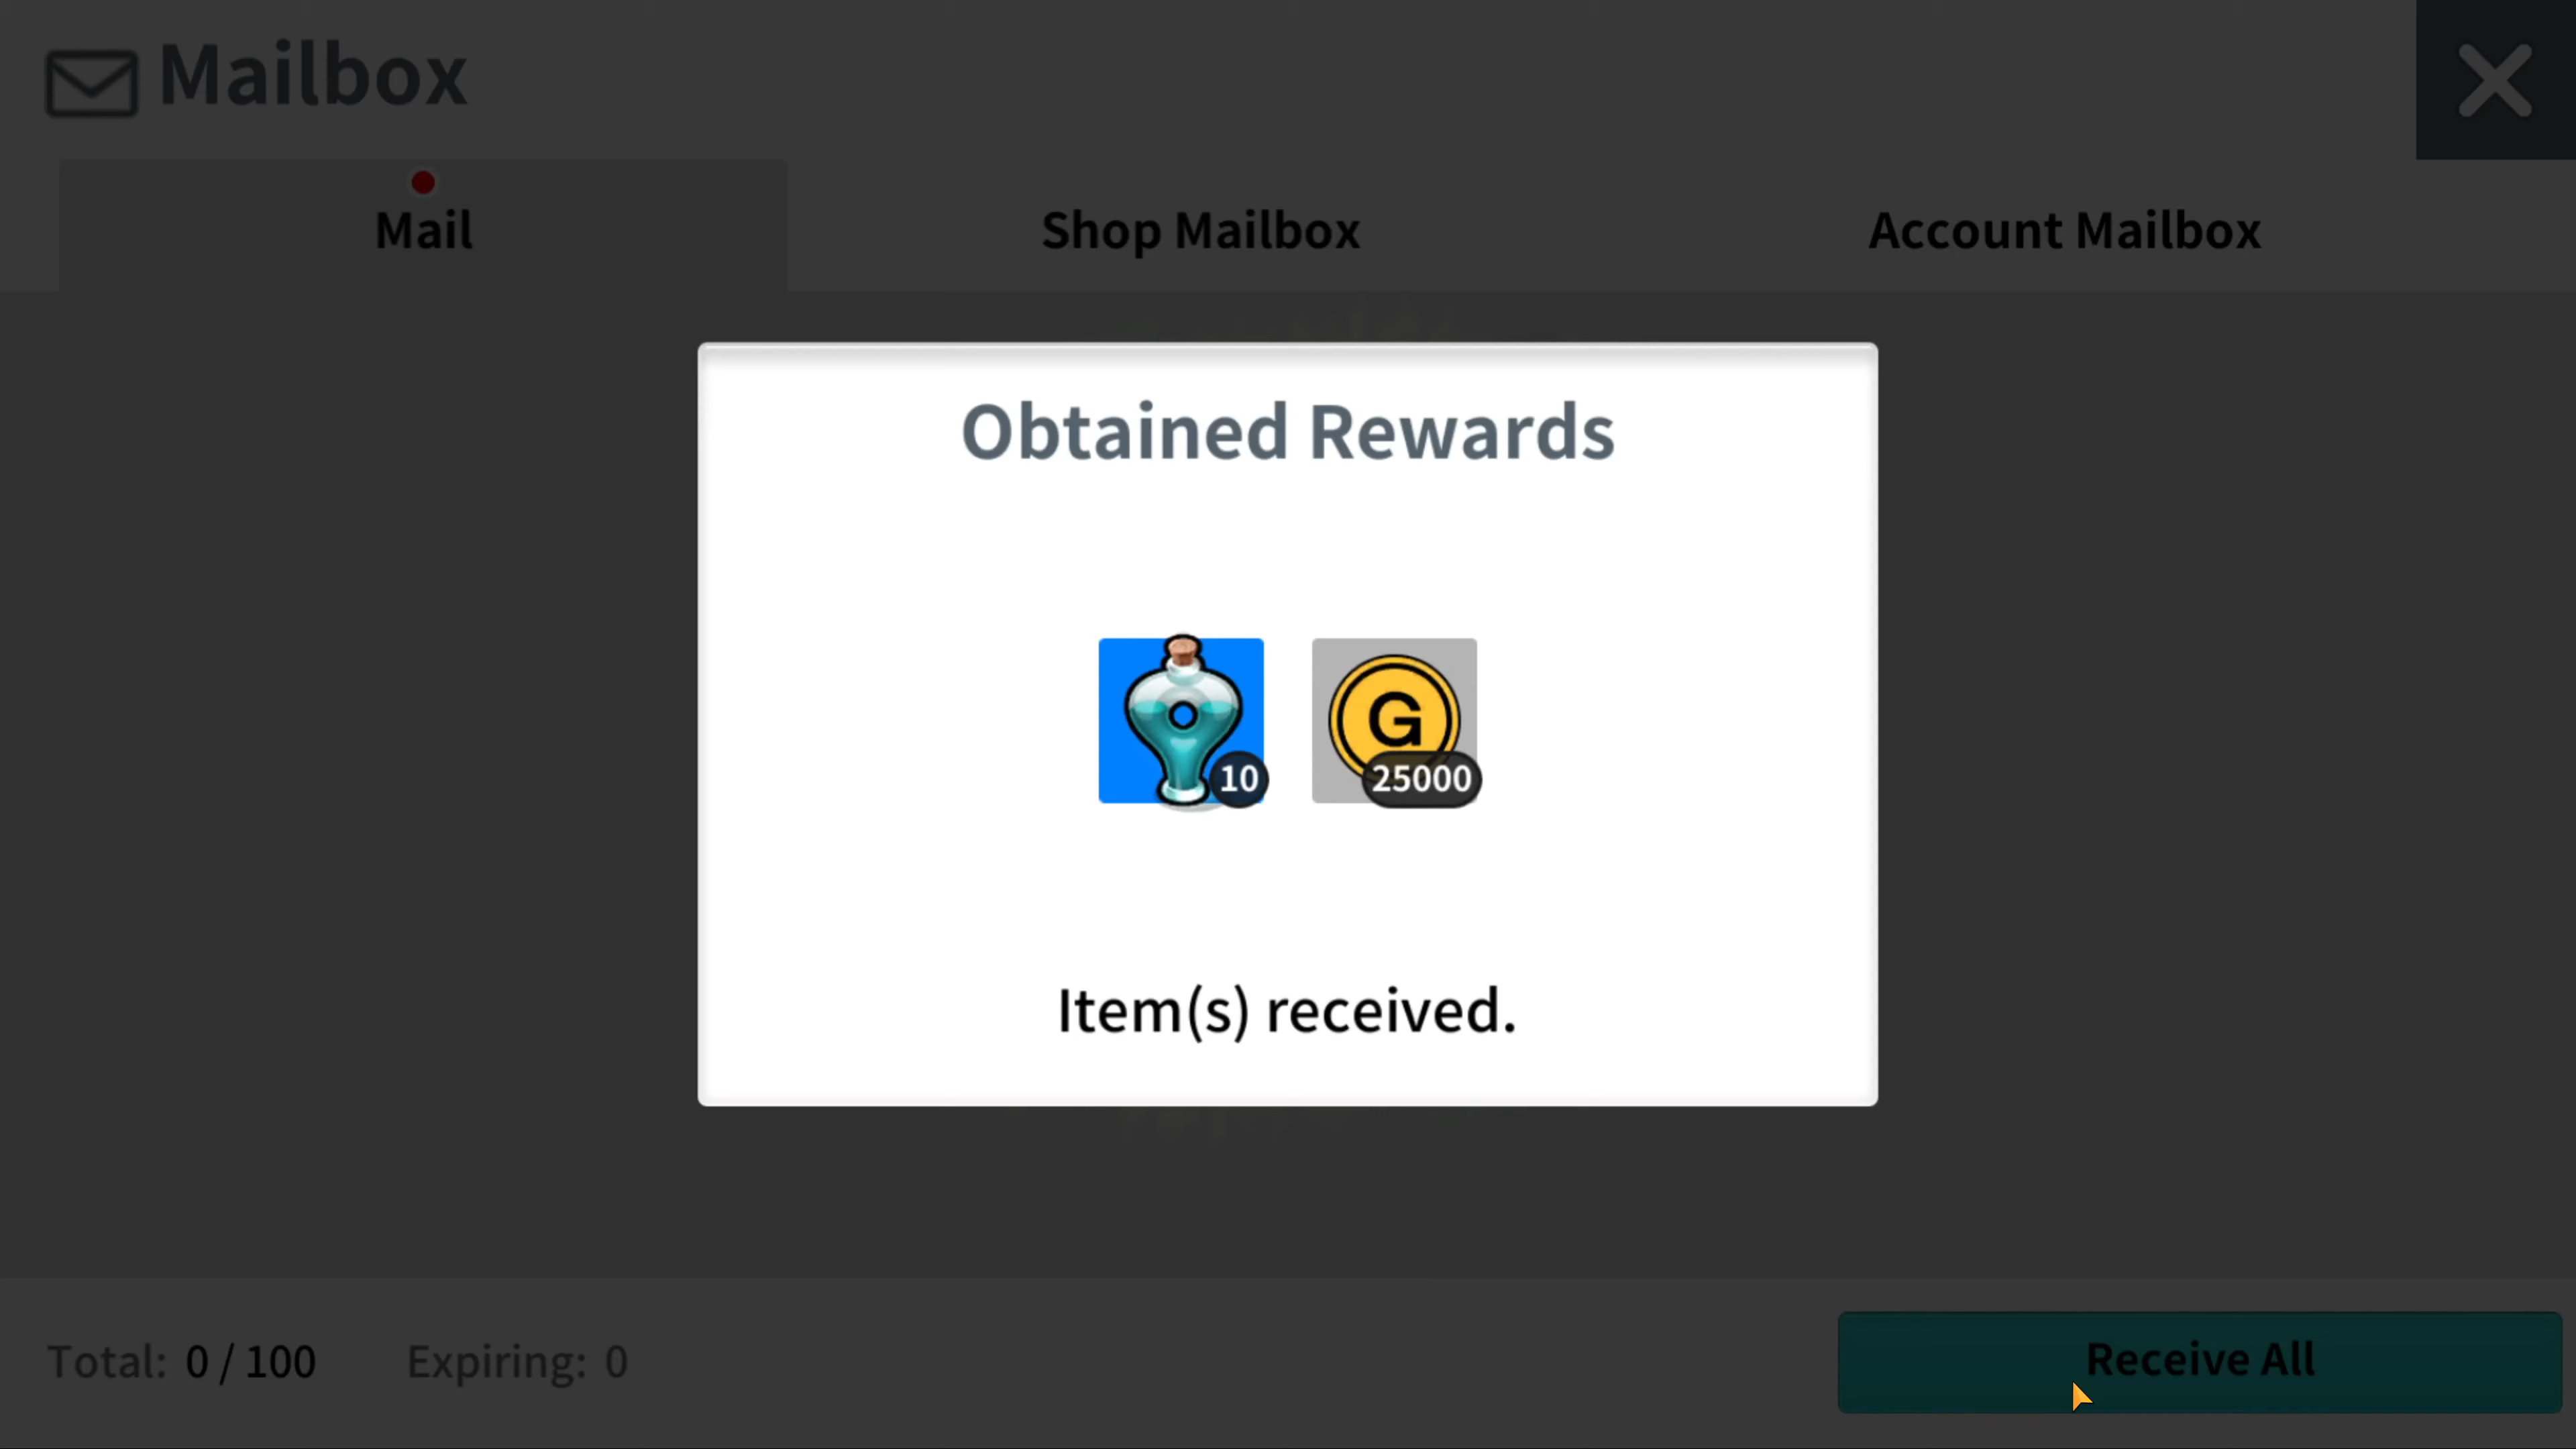 Mailbox
Mail
Shop Mailbox
Account Mailbox
Obtained Rewards
10
G
25000
Item(s) received.
Total: 0 / 100
Expiring: 0
Receive All